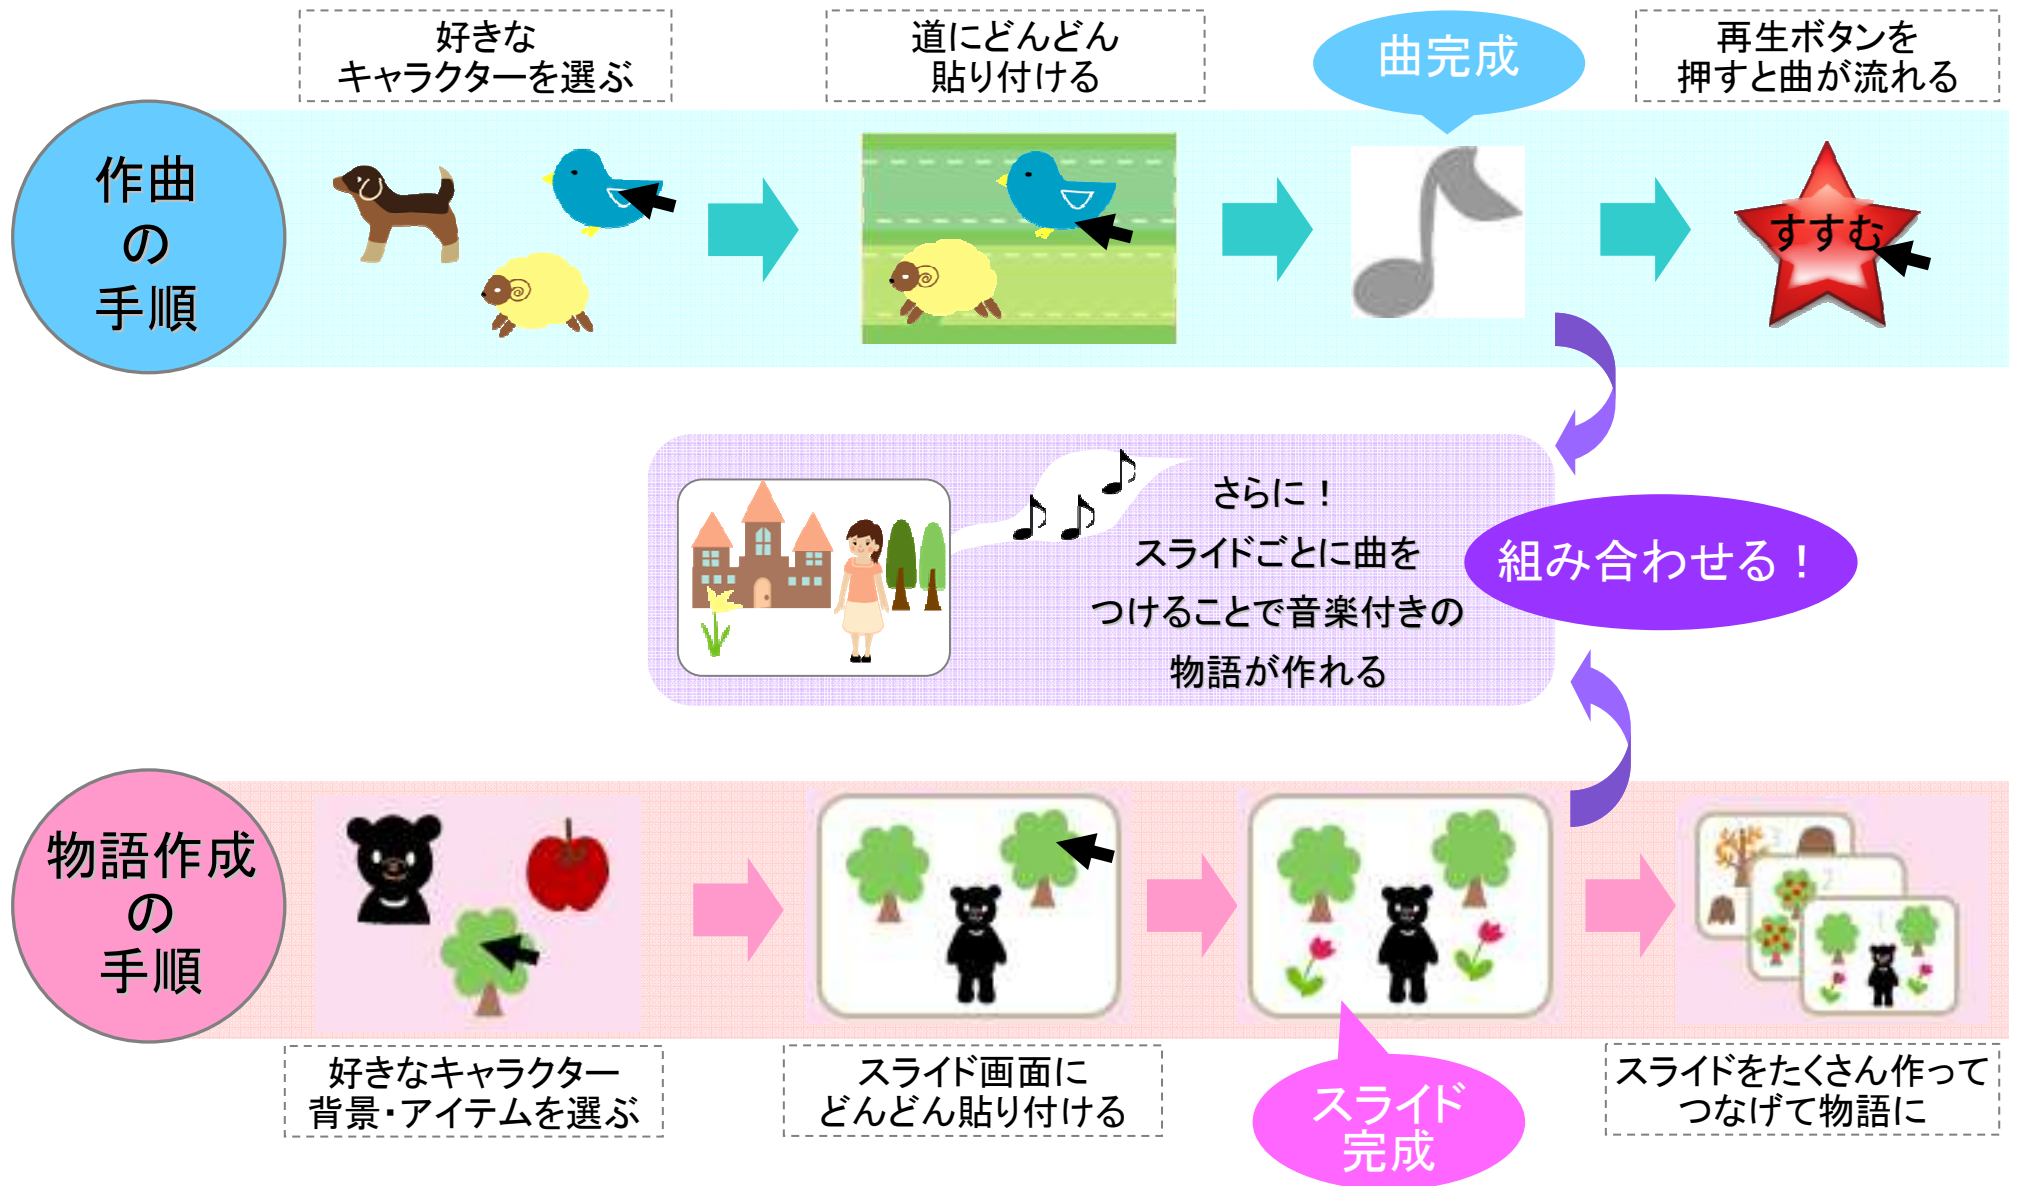 作曲
の
手順
好きな
キャラクターを選ぶ
道にどんどん
貼り付ける
曲完成
再生ボタンを
押すと曲が流れる
すすむ
さらに！
スライドごとに曲を
つけることで音楽付きの
物語が作れる
組み合わせる！
物語作成
の
手順
好きなキャラクター
背景・アイテムを選ぶ
スライド画面に
どんどん貼り付ける
スライド
完成
スライドをたくさん作って
つなげて物語に